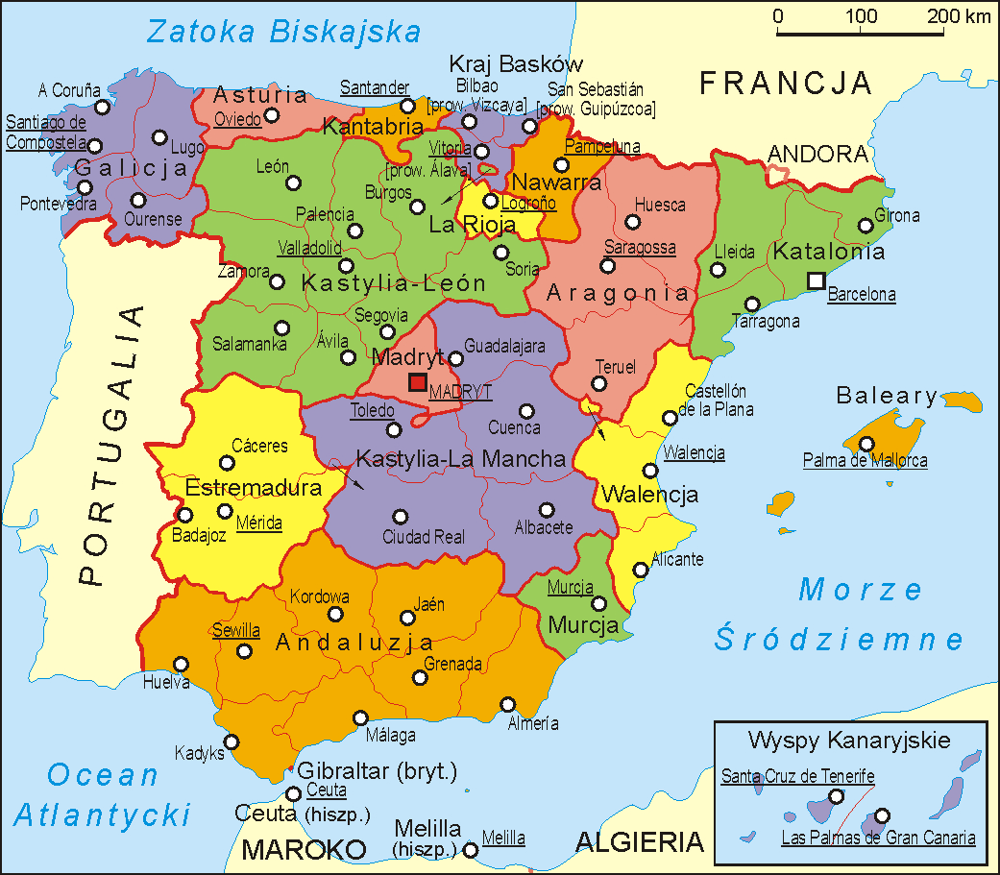 0 100 200 km
Zatoka Biskajska
FRANCJA
Kraj Basków
A Coruña
Asturia
Oviedo
Santander
Kantabria
Bilbao
[prow. Vizcaya]
San Sebastián
[prow. Guipúzcoa]
Santiago de
Compostela
Lugo
Galicja
Pontevedra
Ourense
León
Vitoria
[prow. Álava]
Pampeluna
Nawarra
ANDORA
Burgos
Logroño
La Rioja
Palencia
Valladolid
Huesca
Saragossa
Girona
Lleida
Katalonia
Zamora
Kastylia-León
Soria
Aragonia
Barcelona
Tarragona
Salamanka
Ávila
Segovia
Guadalajara
Madryt
MADRYT
Teruel
PORTUGALIA
Castellón
de la Plana
Baleary
Toledo
Cuenca
Cáceres
Kastylia-La Mancha
Walencja
Palma de Mallorca
Estremadura
Walencja
Badajoz
Mérida
Ciudad Real
Albacete
Alicante
Kordowa
Jaén
Murcja
Murcja
Morze
Śródziemne
Sewilla
Andaluzja
Huelva
Grenada
Almería
Málaga
Kadyks
Ocean
Atlantycki
Gibraltar (bryt.)
Ceuta
Ceuta (hiszp.)
MAROKO
Melilla
(hiszp.)
Melilla
ALGIERIA
Wyspy Kanaryjskie
Santa Cruz de Tenerife
Las Palmas de Gran Canaria